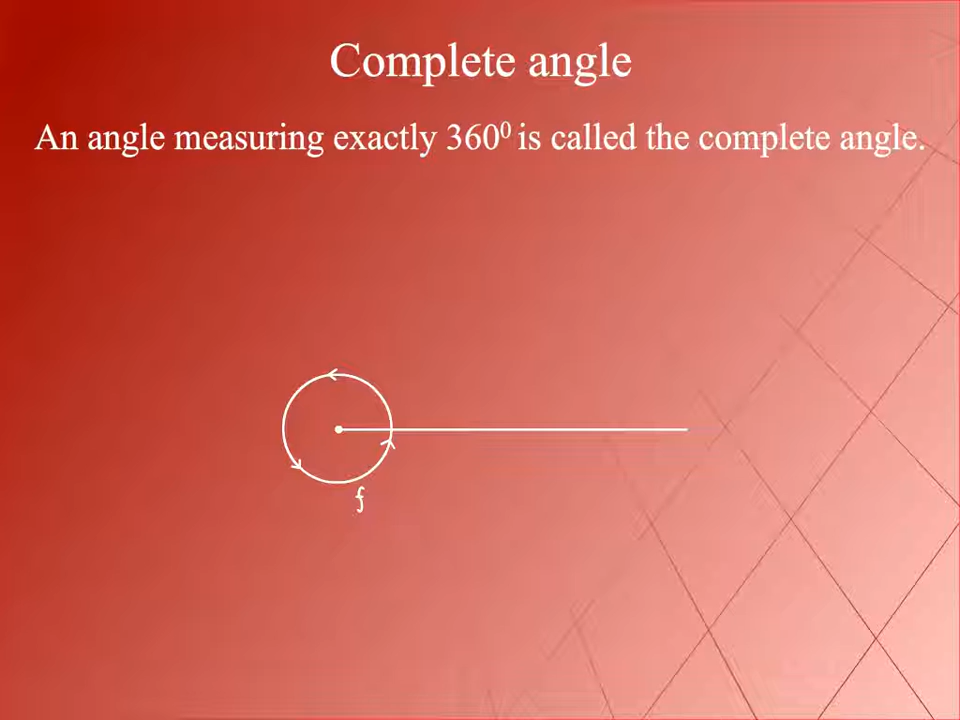 Complete angle
An angle measuring exactly 360⁰ is called the complete angle.
f